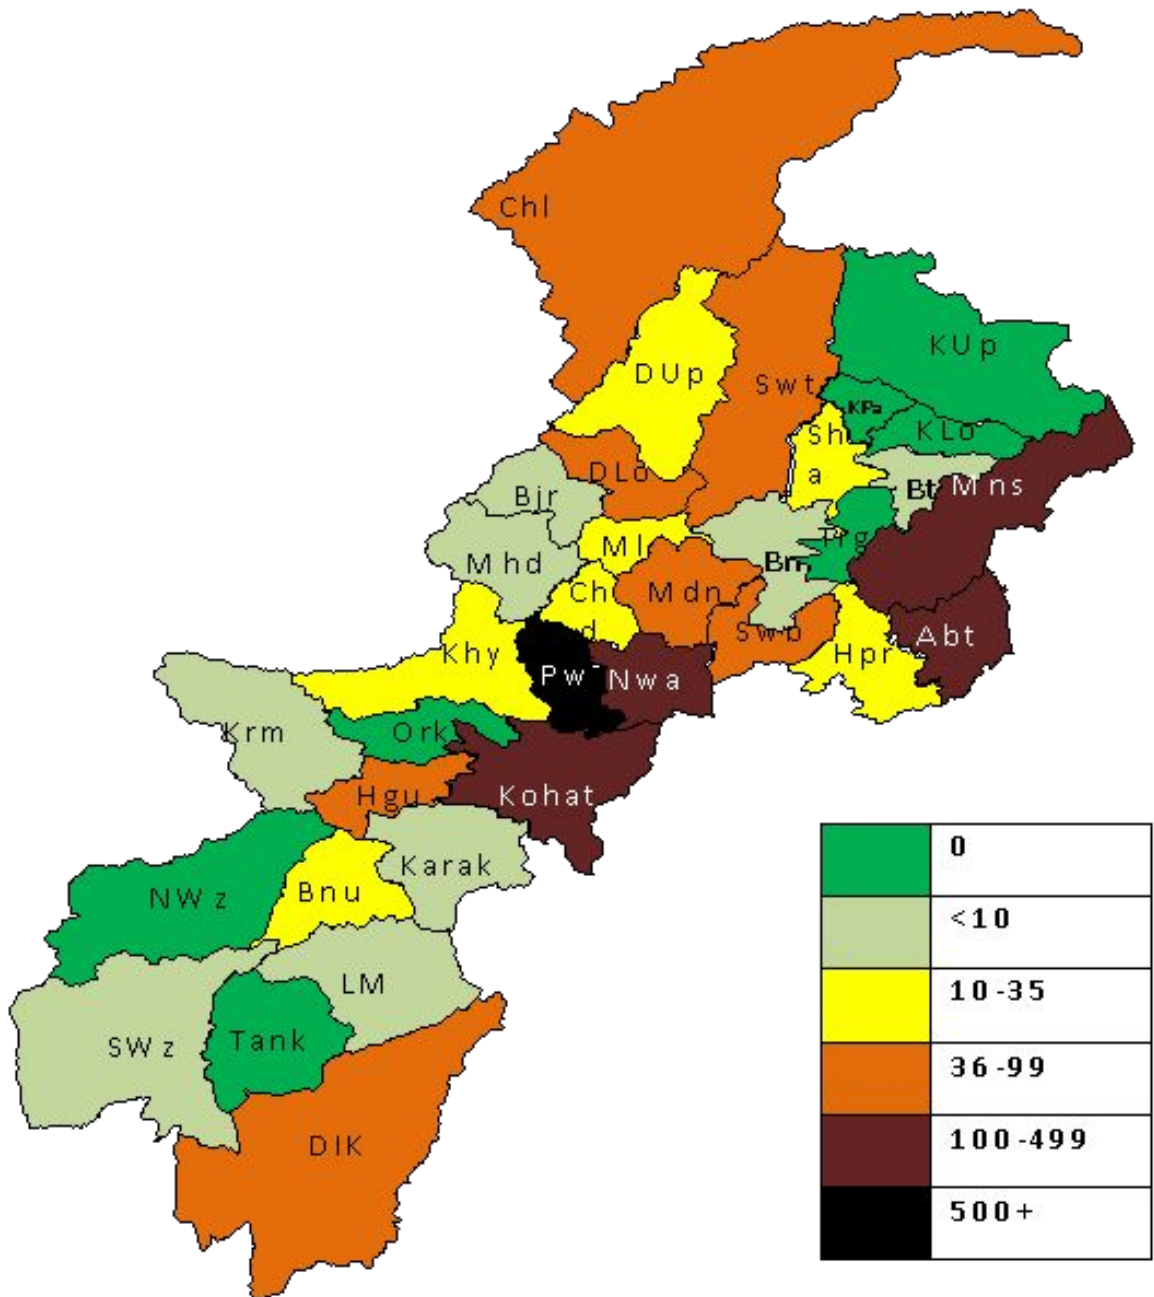 Chl
KUp
DUp
Swt
KPa
KLo
Sh
a
DLo
Bjr
Bt
Mns
Ml
Mhd
Bn
Trg
Ch
d
Mdn
Swb
Abt
Khy
Hpr
Pw
Nwa
Krm
Ork
Hgu
Kohat
Karak
NWz
Bnu
LM
SWz
Tank
DIK
0
<10
10-35
36-99
100-499
500+